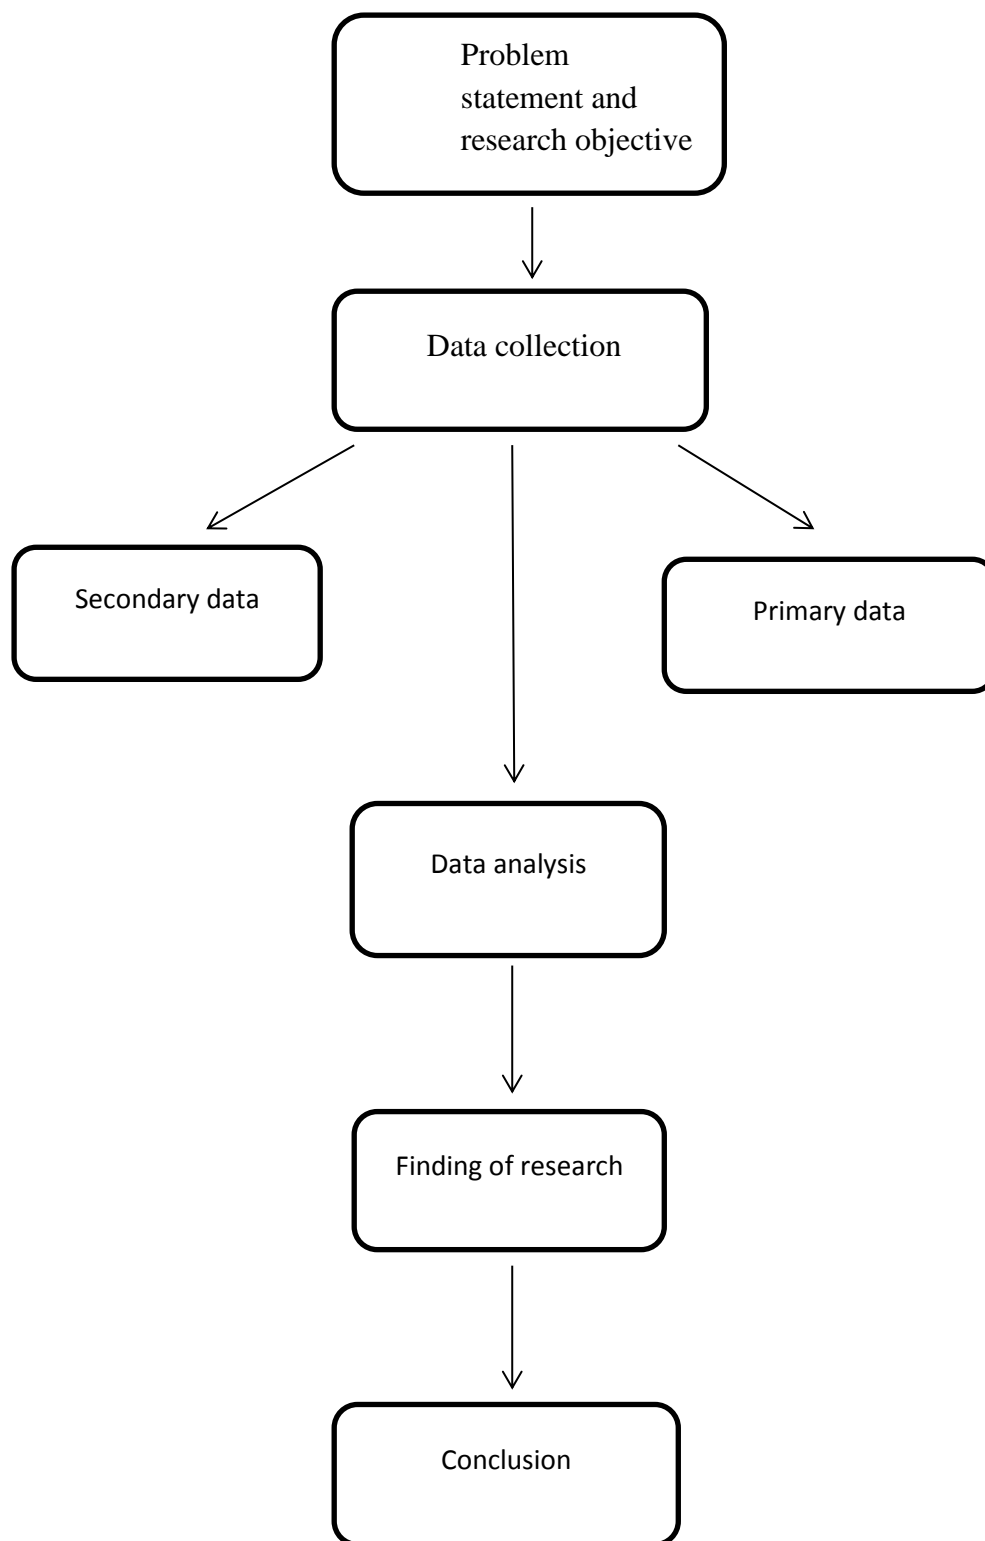 Problem
statement and
research objective
Data collection
Secondary data
Primary data
Data analysis
Finding of research
Conclusion